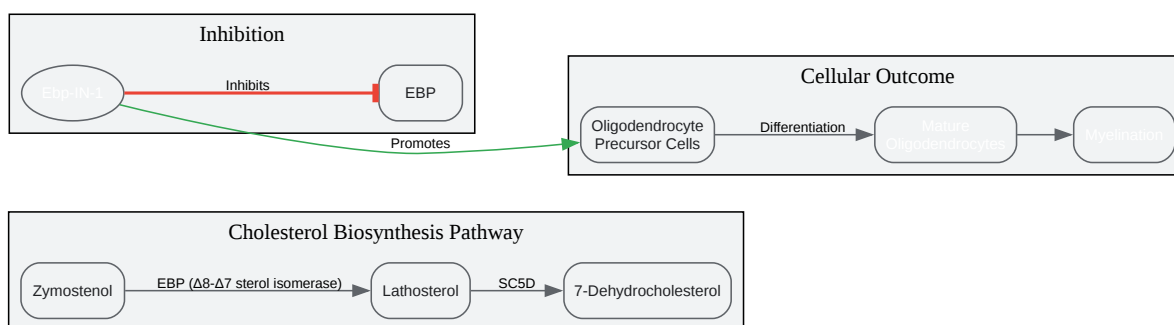 Inhibition
Ebp-IN-1
Inhibits
EBP
Promotes
Cellular Outcome
Oligodendrocyte
Precursor Cells
Differentiation
Mature
Oligodendrocytes
Myelination
Cholesterol Biosynthesis Pathway
Zymostenol
EBP (Δ8-Δ7 sterol isomerase)
Lathosterol
SC5D
7-Dehydrocholesterol